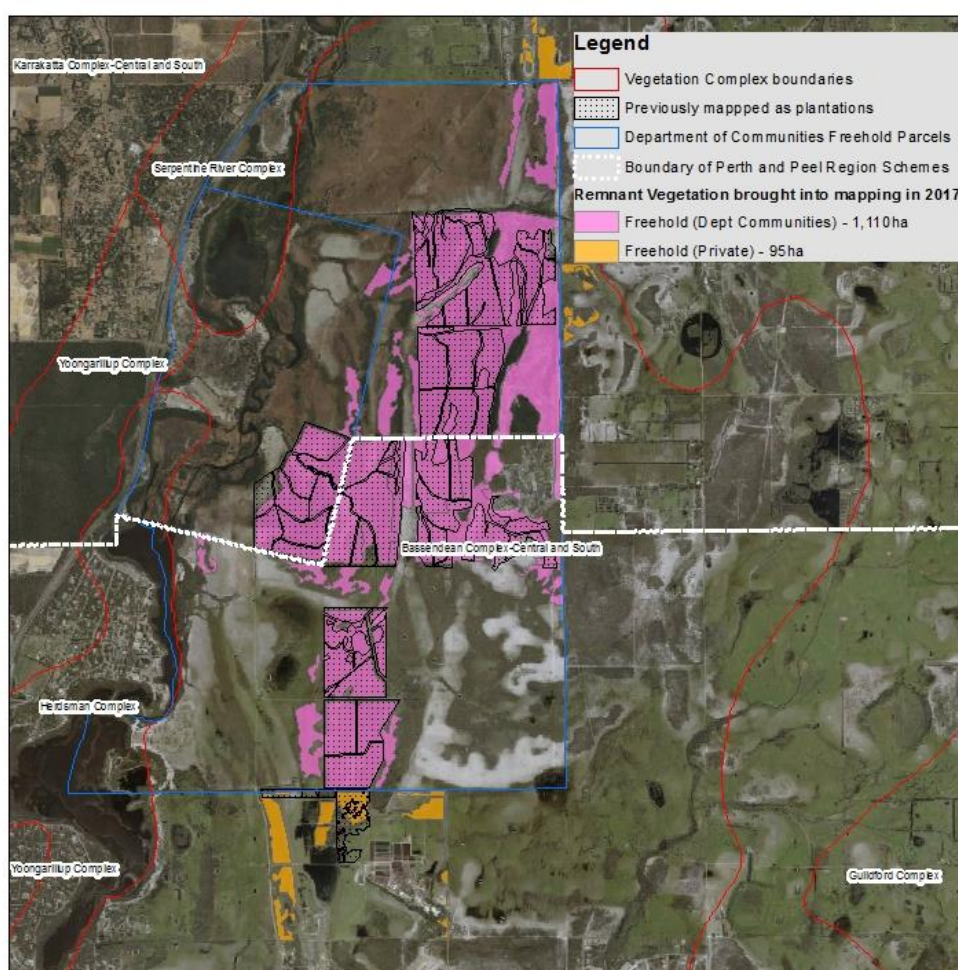 Legend
Vegetation Complex boundaries
Previously mappped as plantations
Department of Communities Freehold Parcels
Boundary of Perth and Peel Region Schemes
Remnant Vegetation brought into mapping in 2017
Freehold (Dept Communities) - 1,110ha
Freehold (Private) - 95ha
Karrakatta Complex-Central and South
Serpentine River Complex
Yoongarillup Complex
Bassendean Complex-Central and South
Herdsman Complex
Yoongarillup Complex
Guildford Complex